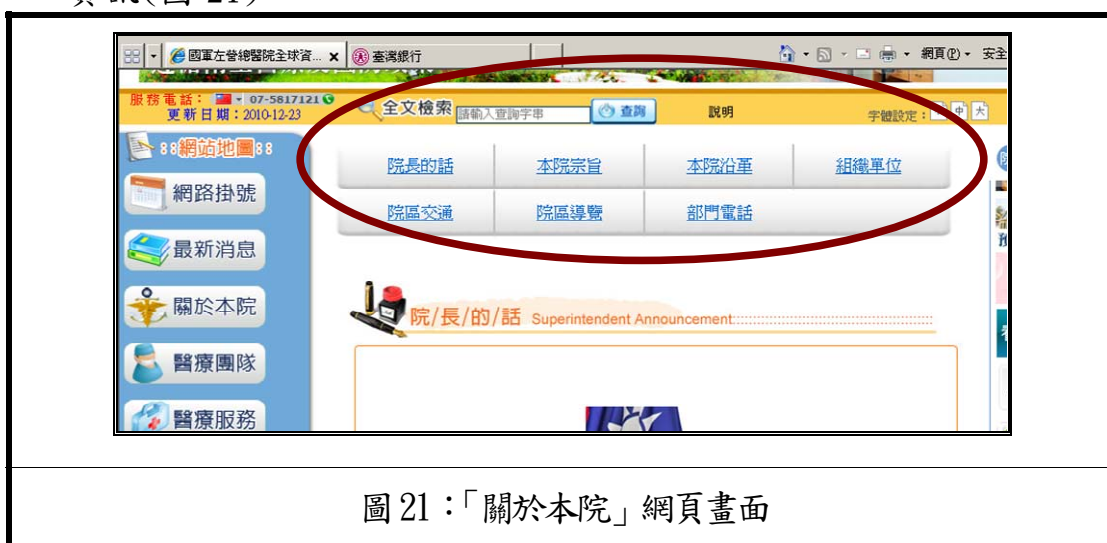 資訊(圖 21)
國軍左營總醫院全球資... 臺灣銀行 網頁(P) 安全
服務電話： 07-5817121
更新日期：2010-12-23
全文檢索 請輸入查詢字串 查詢 說明 字體設定： 中 大
::網站地圖::
網路掛號
最新消息
關於本院
醫療團隊
醫療服務
院長的話 本院宗旨 本院沿革 組織單位
院區交通 院區導覽 部門電話
院/長/的/話 Superintendent Announcement
圖 21：「關於本院」網頁畫面